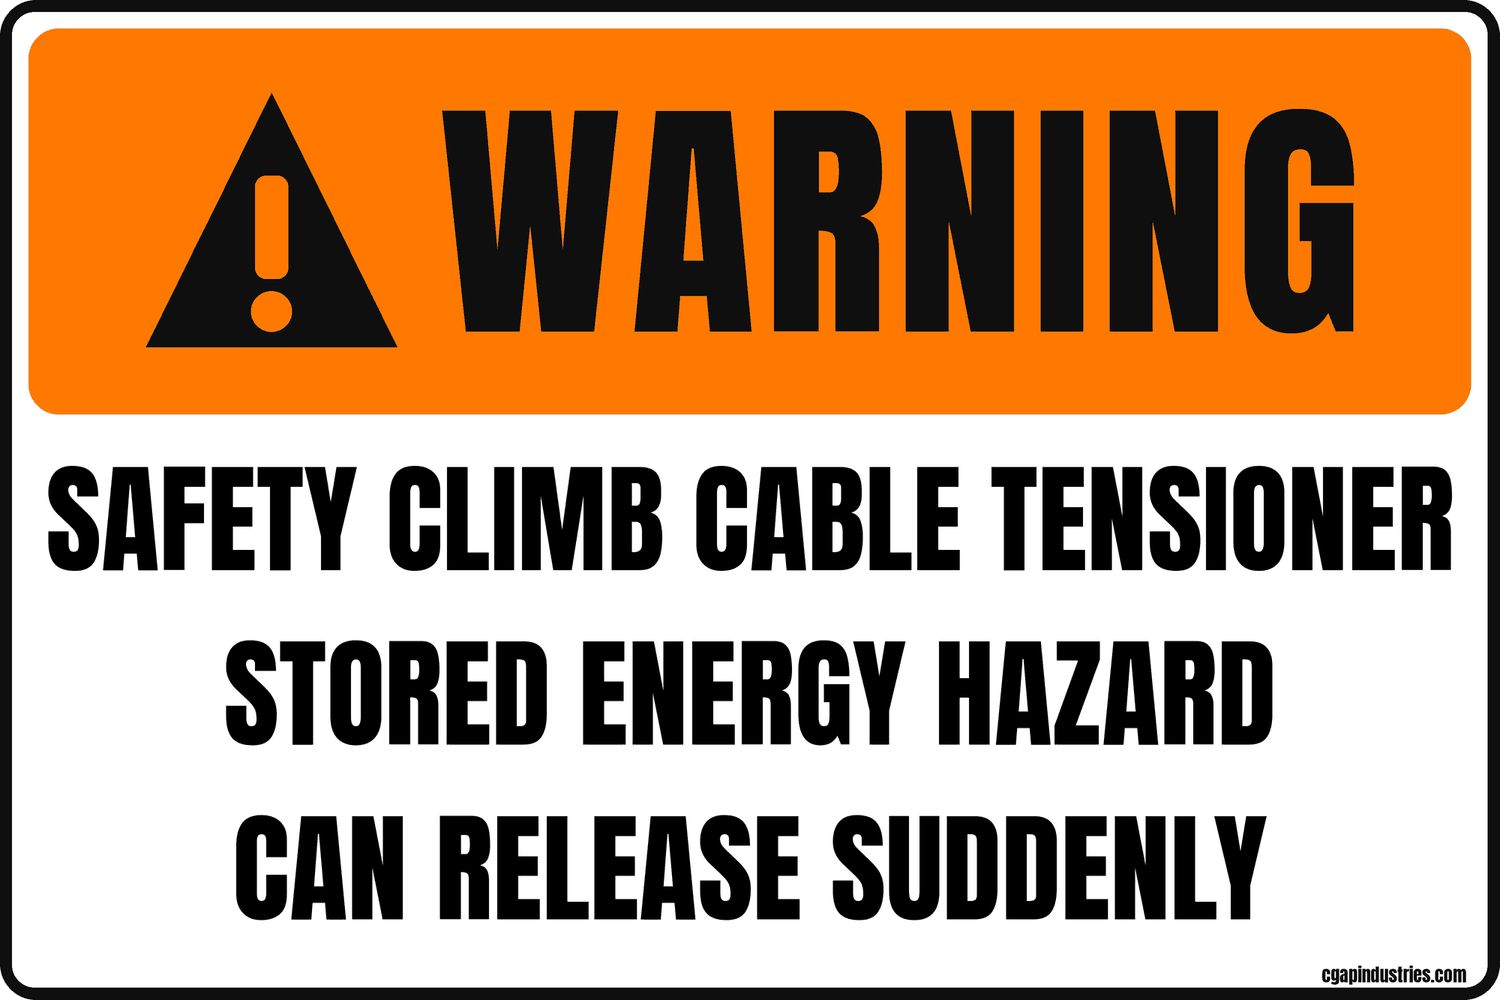 WARNING
SAFETY CLIMB CABLE TENSIONER
STORED ENERGY HAZARD
CAN RELEASE SUDDENLY
cgapindustries.com